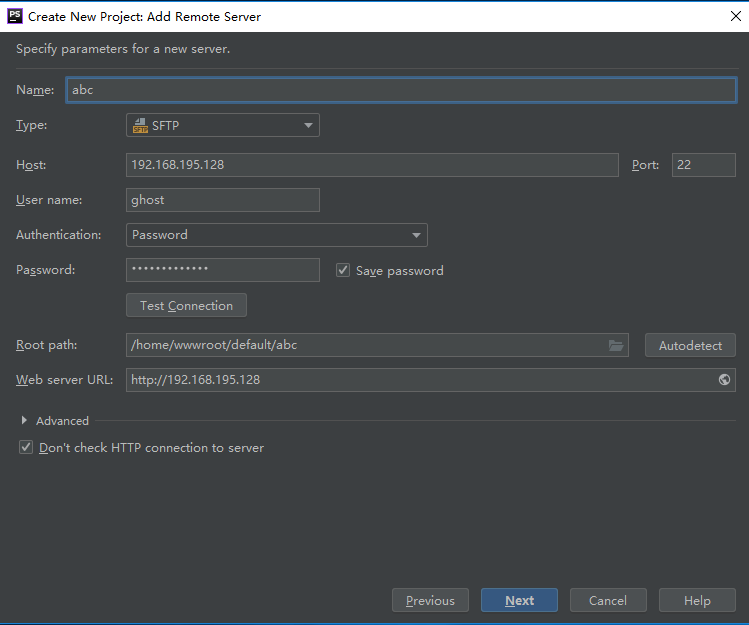 PS Create New Project: Add Remote Server
Specify parameters for a new server.
Name: abc
Type: SFTP SFTP
Host: 192.168.195.128 Port: 22
User name: ghost
Authentication: Password
Password: ••••••••••••• Save password
Test Connection
Root path: /home/wwwroot/default/abc Autodetect
Web server URL: http://192.168.195.128
Advanced
Don't check HTTP connection to server
Previous Next Cancel Help